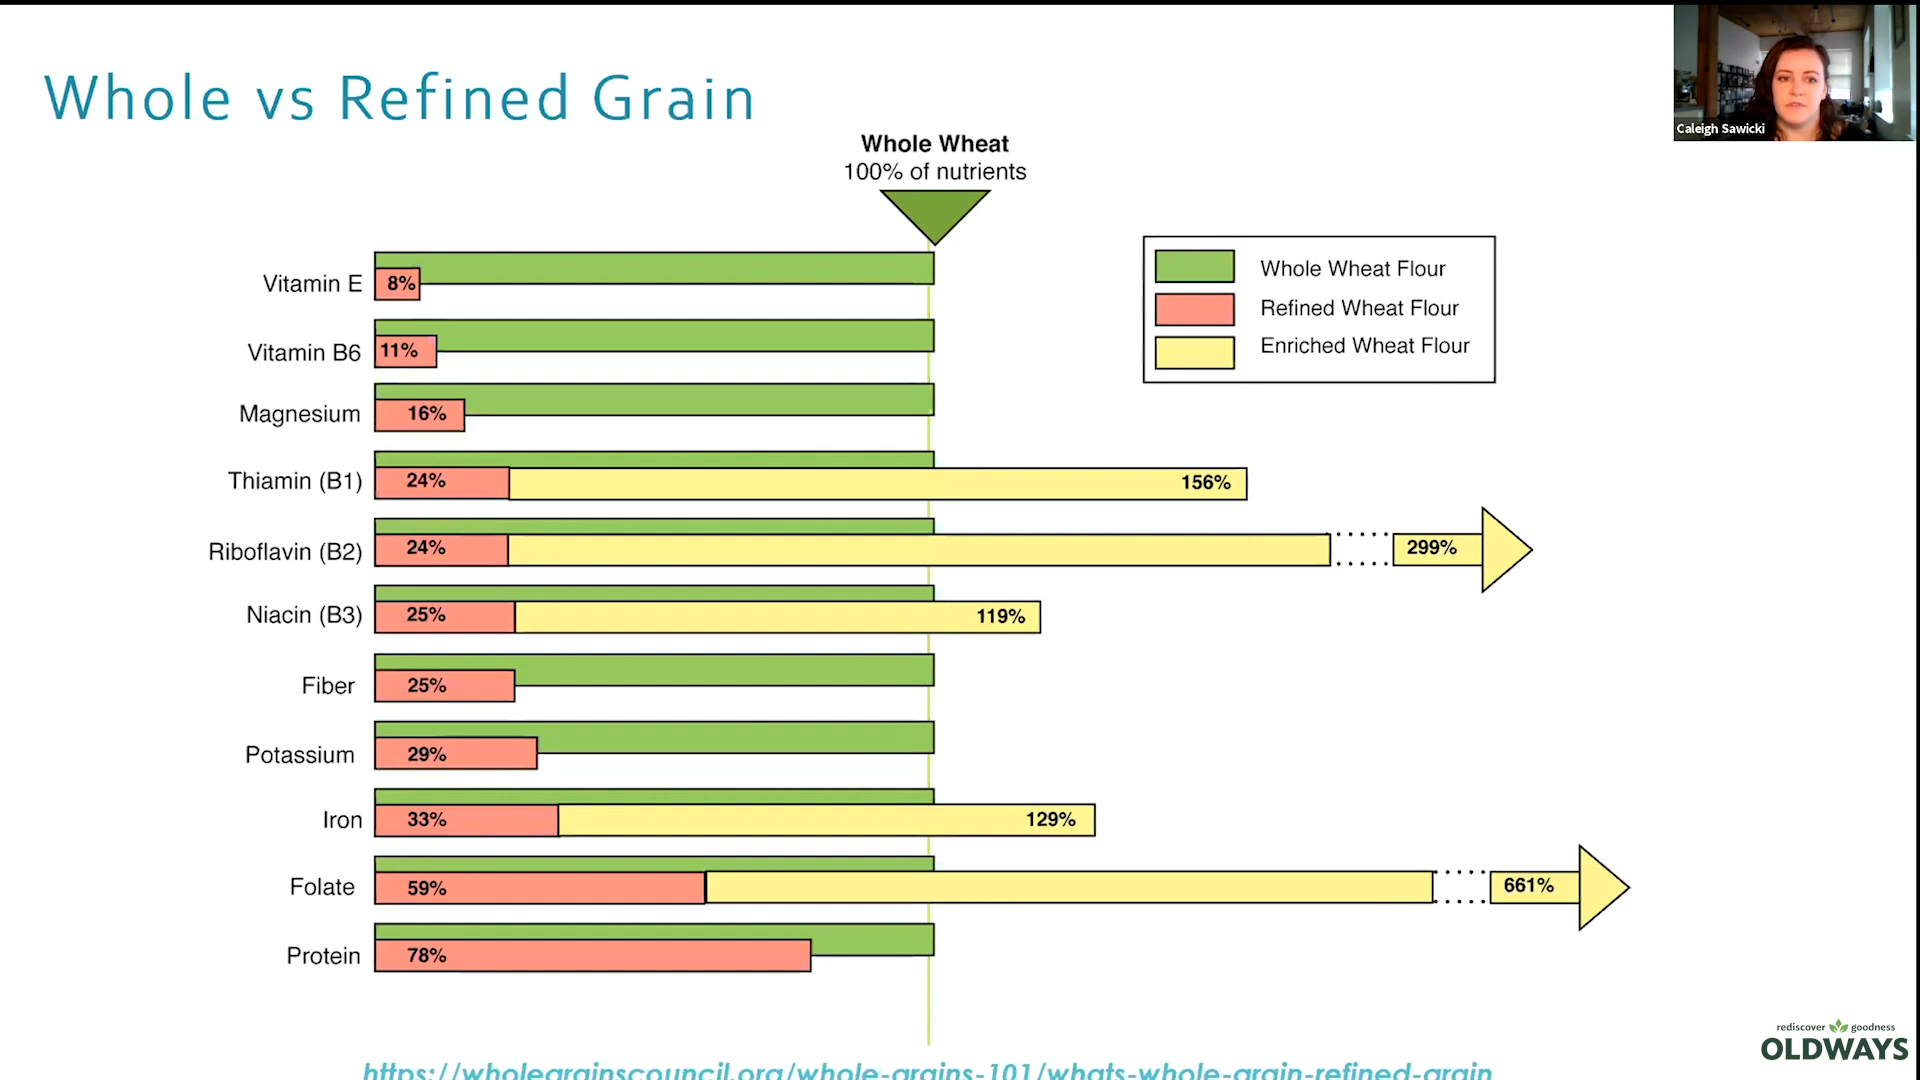 Whole vs Refined Grain
Caleigh Sawicki
Whole Wheat
100% of nutrients
Whole Wheat Flour
Refined Wheat Flour
Enriched Wheat Flour
Vitamin E 8%
Vitamin B6 11%
Magnesium 16%
Thiamin (B1) 24% 156%
Riboflavin (B2) 24% 299%
Niacin (B3) 25% 119%
Fiber 25%
Potassium 29%
Iron 33% 129%
Folate 59% 661%
Protein 78%
rediscover goodness
OLDWAYS
https://wholegrainscouncil.org/whole-grains-101/whats-whole-grain-refined-grain